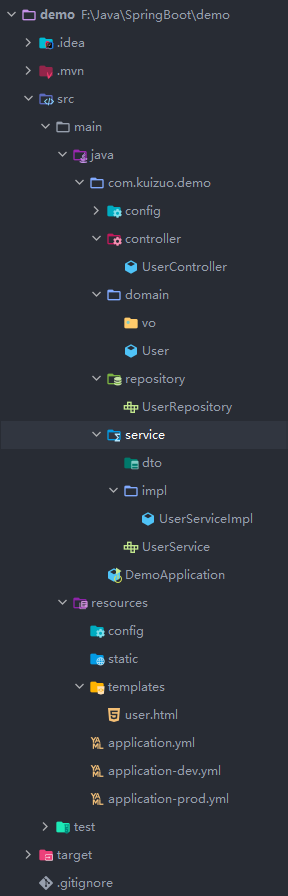 demo F:\Java\SpringBoot\demo
.idea
.mvn
src
main
java
com.kuizuo.demo
config
controller
UserController
domain
vo
User
repository
UserRepository
service
dto
impl
UserServiceImpl
UserService
DemoApplication
resources
config
static
templates
user.html
application.yml
application-dev.yml
application-prod.yml
test
target
.gitignore